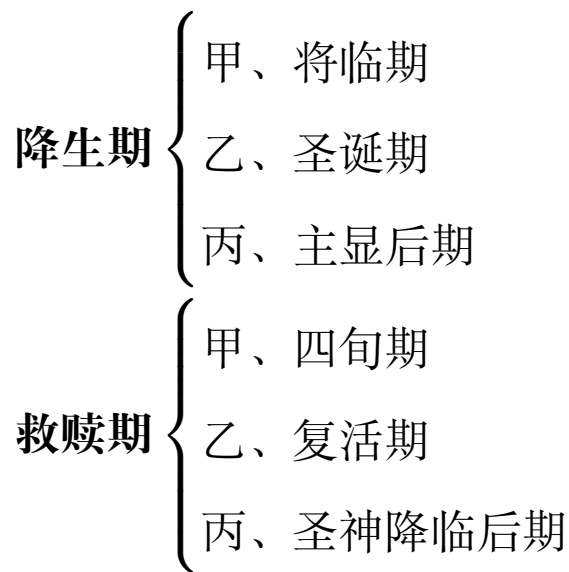 降生期
甲、将临期
乙、圣诞期
丙、主显后期
救赎期
甲、四旬期
乙、复活期
丙、圣神降临后期